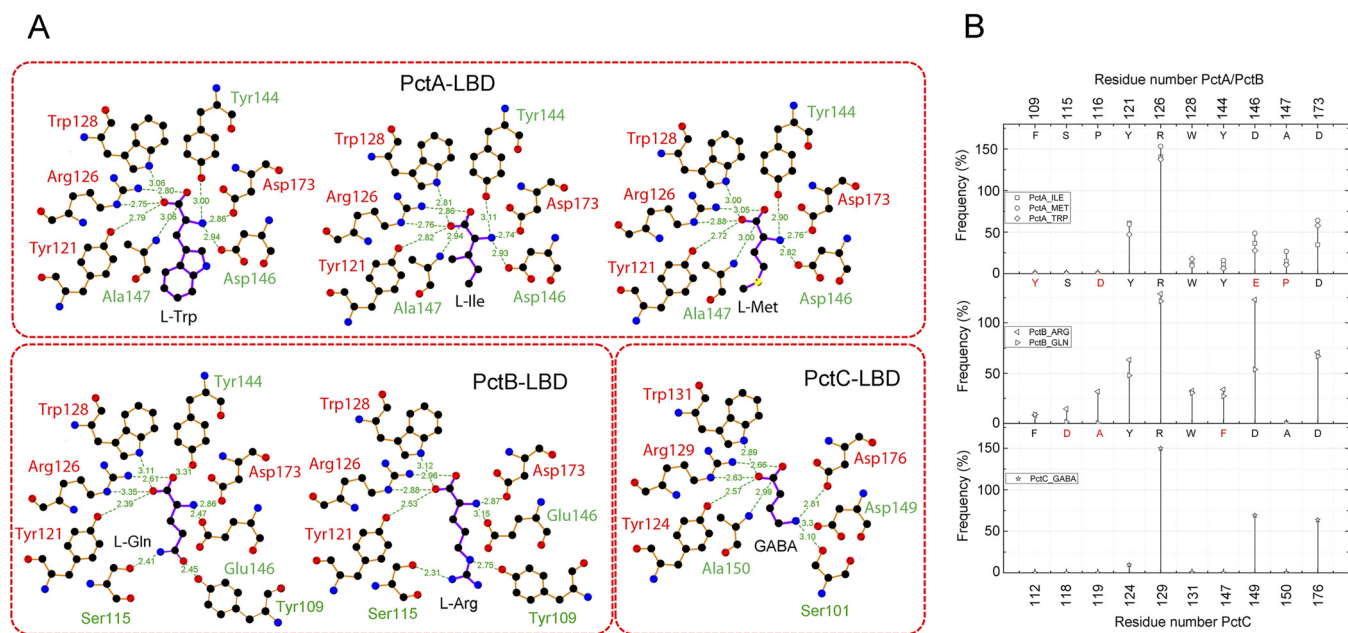 A
PctA-LBD
Tyr144
Trp128
Arg126
Asp173
Tyr121
Ala147
Asp146
L-Trp
3.06
2.80
3.00
2.75
2.79
3.06
2.86
2.94
Tyr144
Trp128
Arg126
Asp173
Tyr121
Ala147
L-Ile
Asp146
2.81
2.86
3.11
2.76
2.82
2.94
2.74
2.93
Tyr144
Trp128
Arg126
Asp173
Tyr121
Ala147
L-Met
Asp146
3.00
3.05
2.90
2.88
2.72
3.00
2.76
2.82
PctB-LBD
Tyr144
Trp128
Arg126
Asp173
Tyr121
L-Gln
Glu146
Ser115
Tyr109
3.11
2.61
3.31
3.35
2.39
2.86
2.47
2.41
2.45
Trp128
Arg126
Asp173
Tyr121
Glu146
Ser115
L-Arg
Tyr109
3.12
2.96
2.88
2.53
2.87
3.15
2.31
2.75
PctC-LBD
Trp131
Arg129
Asp176
Tyr124
Asp149
GABA
Ala150
Ser101
2.89
2.66
2.63
2.57
2.99
2.81
3.3
3.10
B
Residue number PctA/PctB
109 115 116 121 126 128 144 146 147 173
F S P Y R W Y D A D
Frequency (%)
150
100
50
0
PctA_ILE
PctA_MET
PctA_TRP
Y S D Y R W Y E P D
Frequency (%)
100
50
0
PctB_ARG
PctB_GLN
F D A Y R W F D A D
Frequency (%)
150
100
50
0
PctC_GABA
112 118 119 124 129 131 147 149 150 176
Residue number PctC